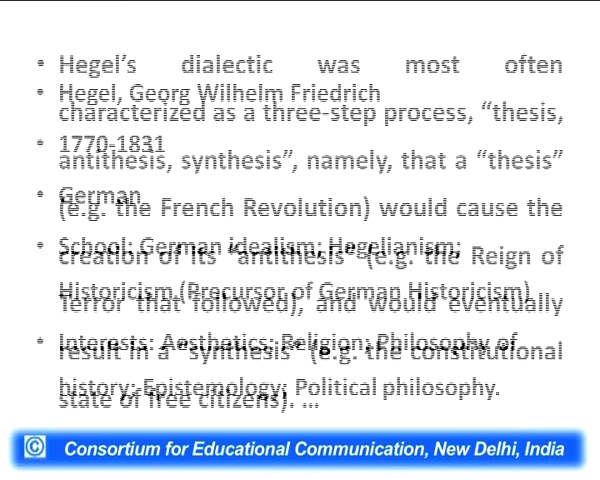 • Hegel's dialectic was most often
• Hegel, Georg Wilhelm Friedrich
characterized as a three-step process, "thesis,
• 1770-1831
antithesis, synthesis", namely, that a "thesis"
• German
(e.g. the French Revolution) would cause the
• School: German idealism; Hegelianism;
creation of its "antithesis" (e.g. the Reign of
Historicism (Precursor of German Historicism)
Terror that followed), and would eventually
• Interests: Aesthetics; Religion; Philosophy of
result in a "synthesis" (e.g. the constitutional
history; Epistemology; Political philosophy.
state of free citizens). ...
© Consortium for Educational Communication, New Delhi, India